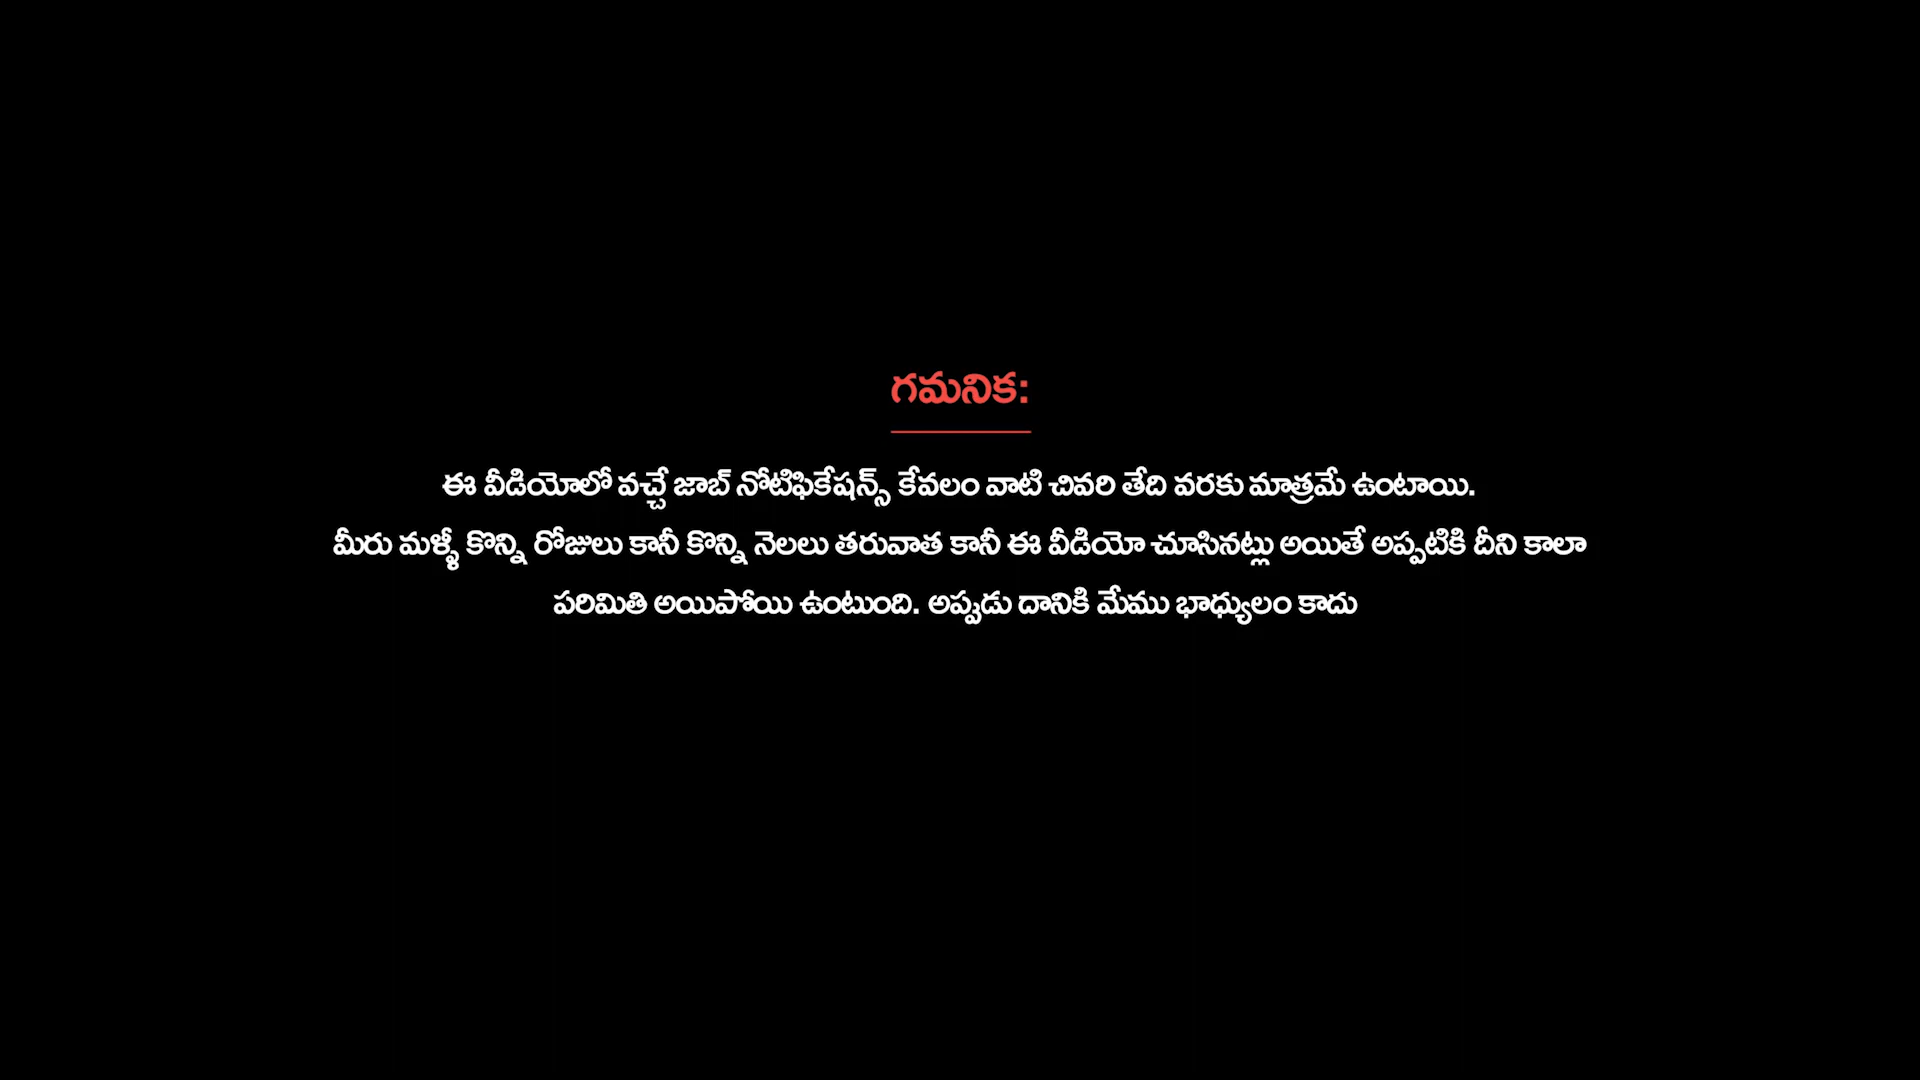 గమనిక:
ఈ వీడియోలో వచ్చే జాబ్ నోటిఫికేషన్స్ కేవలం వాటి చివరి తేది వరకు మాత్రమే ఉంటాయి.
మీరు మళ్ళీ కొన్ని రోజులు కానీ కొన్ని నెలలు తరువాత కానీ ఈ వీడియో చూసినట్లు అయితే అప్పటికి దీని కాలా
పరిమితి అయిపోయి ఉంటుంది. అప్పుడు దానికి మేము భాధ్యులం కాదు